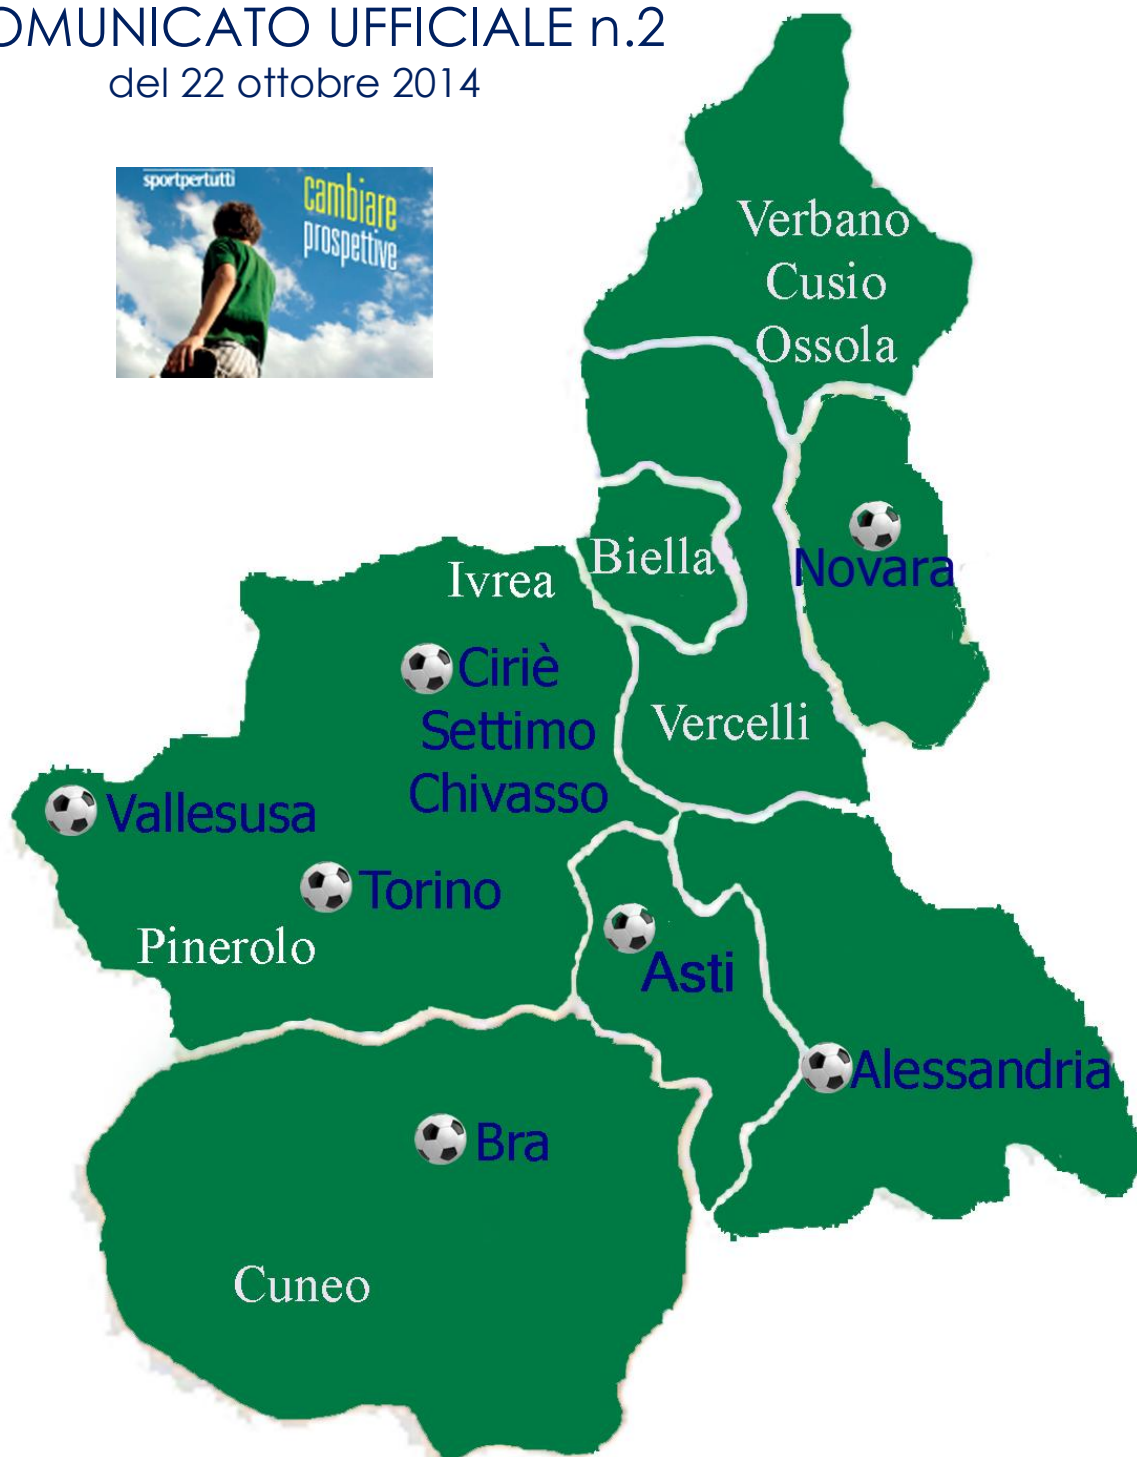 OMUNICATO UFFICIALE n.2
del 22 ottobre 2014
sportpertutti
cambiare
prospettive
Verbano
Cusio
Ossola
Novara
Biella
Ivrea
Ciriè
Settimo
Chivasso
Vercelli
Vallesusa
Torino
Pinerolo
Asti
Alessandria
Bra
Cuneo